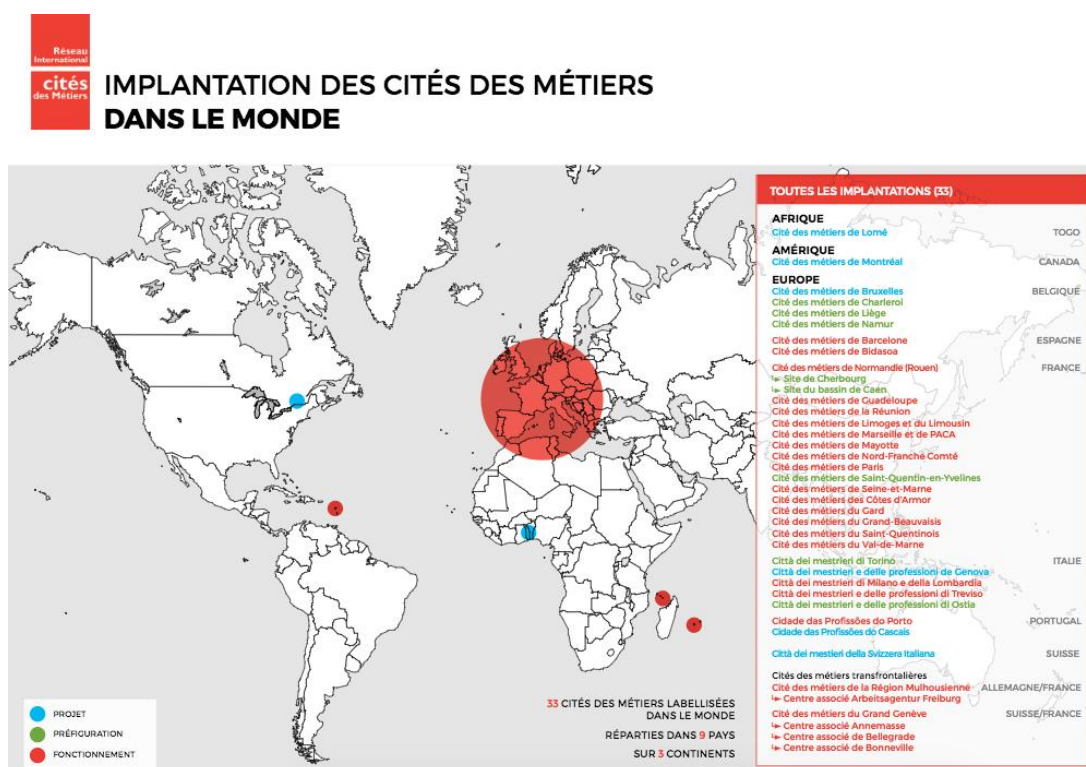 Réseau
International
cités
des Métiers
IMPLANTATION DES CITÉS DES MÉTIERS
DANS LE MONDE
TOUTES LES IMPLANTATIONS (33)
AFRIQUE
Cité des métiers de Lomé TOGO
AMÉRIQUE
Cité des métiers de Montréal CANADA
EUROPE
Cité des métiers de Bruxelles BELGIQUE
Cité des métiers de Charleroi
Cité des métiers de Liège
Cité des métiers de Namur
Cité des métiers de Barcelone ESPAGNE
Cité des métiers de Bidasoa
Cité des métiers de Normandie (Rouen) FRANCE
↳ Site de Cherbourg
↳ Site du bassin de Caen
Cité des métiers de Guadeloupe
Cité des métiers de la Réunion
Cité des métiers de Limoges et du Limousin
Cité des métiers de Marseille et de PACA
Cité des métiers de Mayotte
Cité des métiers de Nord-Franche Comté
Cité des métiers de Paris
Cité des métiers de Saint-Quentin-en-Yvelines
Cité des métiers de Seine-et-Marne
Cité des métiers des Côtes d'Armor
Cité des métiers du Gard
Cité des métiers du Grand-Beauvaisis
Cité des métiers du Saint-Quentinois
Cité des métiers du Val-de-Marne
Città dei mestrieri di Torino ITALIE
Città dei mestrieri e delle professioni de Genova
Città dei mestrieri di Milano e della Lombardia
Città dei mestrieri e delle professioni di Treviso
Città dei mestrieri e delle professioni di Ostia
Cidade das Profissões do Porto PORTUGAL
Cidade das Profissões do Cascais
Città dei mestieri della Svizzera Italiana SUISSE
Cités des métiers transfrontalières
Cité des métiers de la Région Mulhousienne ALLEMAGNE/FRANCE
↳ Centre associé Arbeitsagentur Freiburg
Cité des métiers du Grand Genève SUISSE/FRANCE
↳ Centre associé Annemasse
↳ Centre associé de Bellegrade
↳ Centre associé de Bonneville
33 CITÉS DES MÉTIERS LABELLISÉES
DANS LE MONDE
RÉPARTIES DANS 9 PAYS
SUR 3 CONTINENTS
PROJET
PRÉFIGURATION
FONCTIONNEMENT